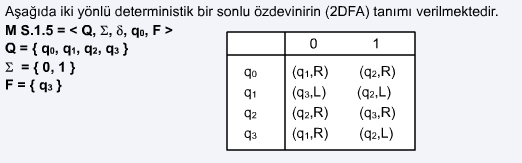 Aşağıda iki yönlü deterministik bir sonlu özdevinirin (2DFA) tanımı verilmektedir.
M S.1.5 = < Q, Σ, δ, q₀, F >
Q = { q₀, q₁, q₂, q₃ }
Σ = { 0, 1 }
F = { q₃ }
0 1
q₀ (q₁,R) (q₂,R)
q₁ (q₃,L) (q₂,L)
q₂ (q₂,R) (q₃,R)
q₃ (q₁,R) (q₂,L)